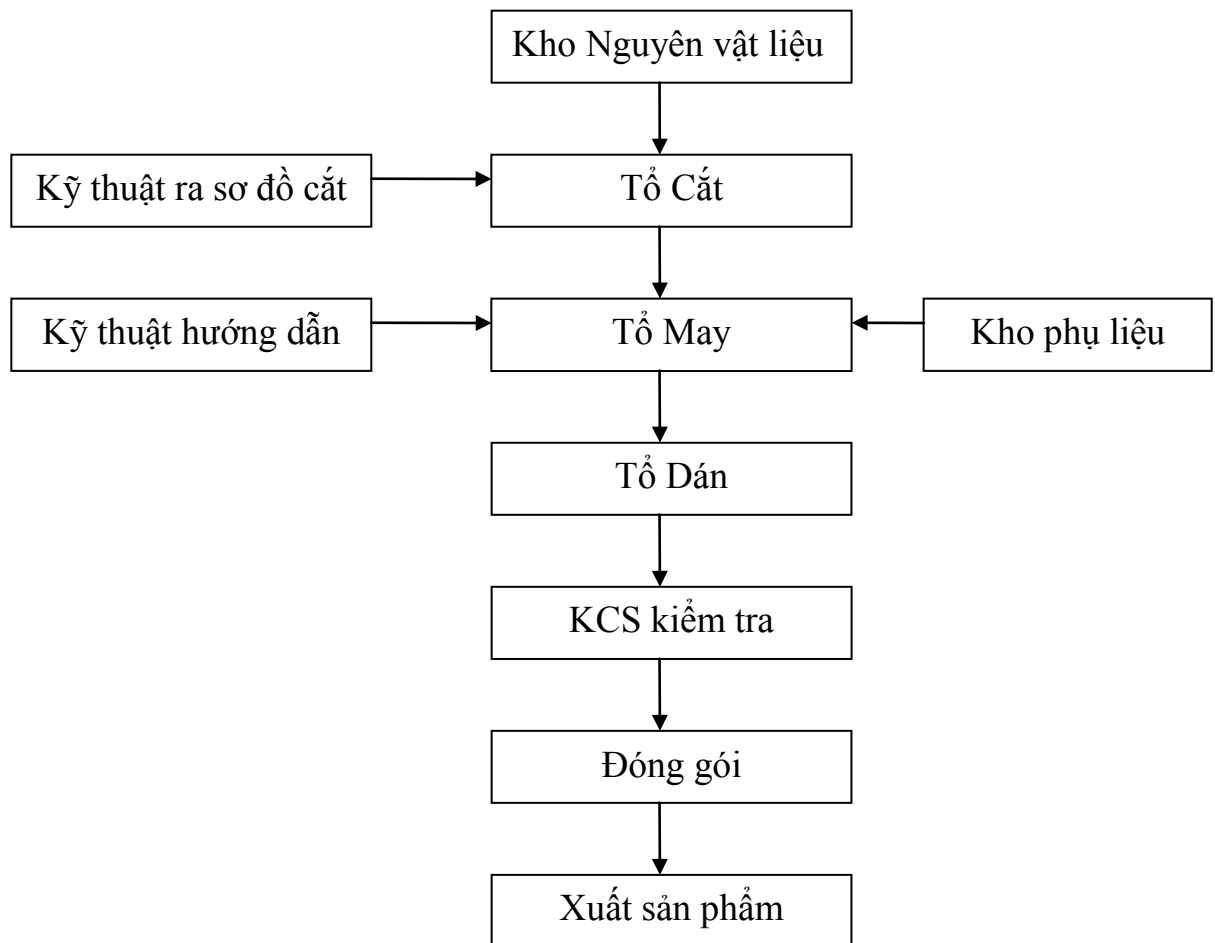 Kho Nguyên vật liệu
Kỹ thuật ra sơ đồ cắt
Tổ Cắt
Kỹ thuật hướng dẫn
Tổ May
Kho phụ liệu
Tổ Dán
KCS kiểm tra
Đóng gói
Xuất sản phẩm